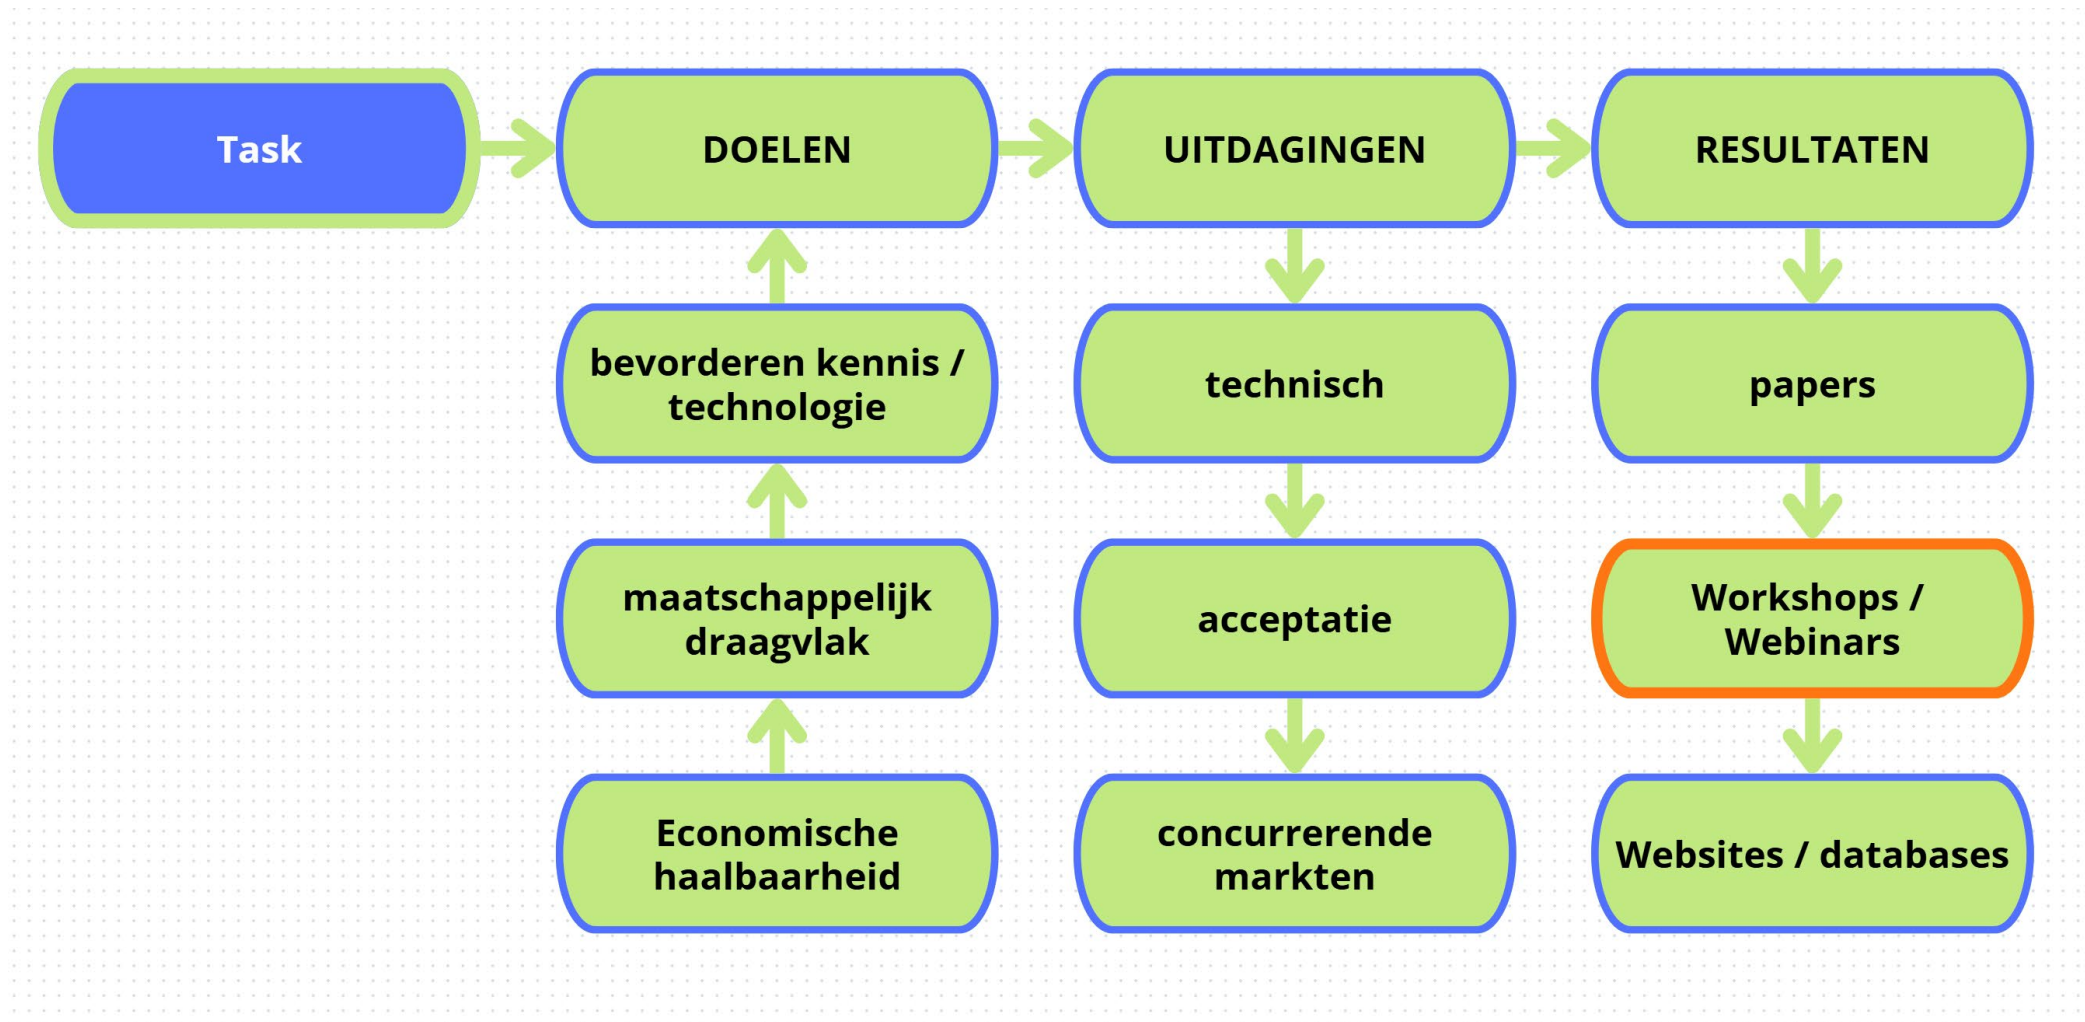 Task
DOELEN
UITDAGINGEN
RESULTATEN
bevorderen kennis /
technologie
technisch
papers
maatschappelijk
draagvlak
acceptatie
Workshops /
Webinars
Economische
haalbaarheid
concurrerende
markten
Websites / databases